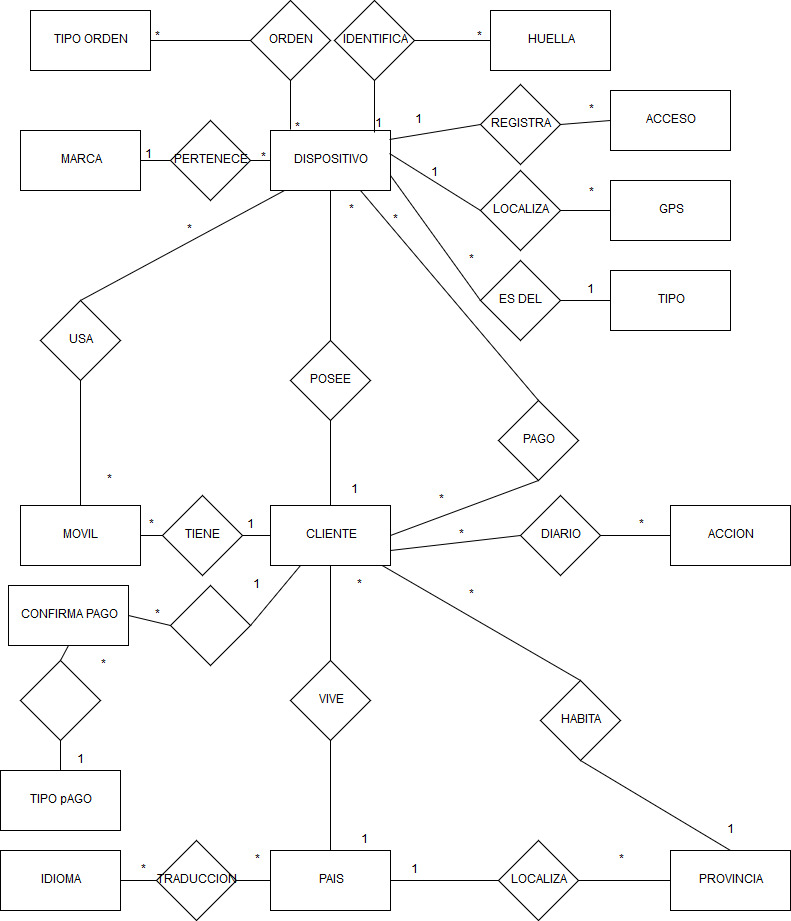 TIPO ORDEN
*
ORDEN
IDENTIFICA
*
HUELLA
*
1
1
REGISTRA
*
ACCESO
MARCA
1
PERTENECE
*
DISPOSITIVO
1
LOCALIZA
*
GPS
*
*
*
*
ES DEL
1
TIPO
USA
POSEE
PAGO
*
1
*
MOVIL
*
TIENE
1
CLIENTE
*
DIARIO
*
ACCION
CONFIRMA PAGO
*
1
*
*
*
VIVE
HABITA
1
TIPO pAGO
1
1
IDIOMA
*
TRADUCCION
*
PAIS
1
LOCALIZA
*
PROVINCIA